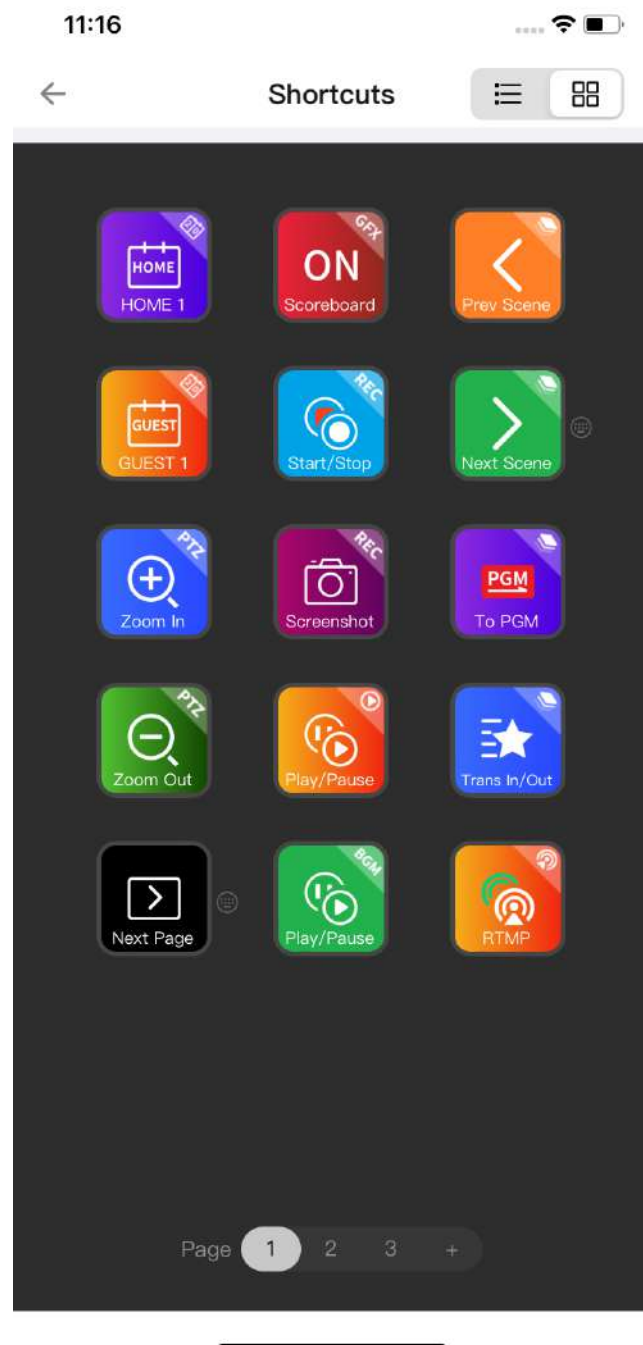 11:16
Shortcuts
HOME
HOME 1
GFX
ON
Scoreboard
Prev Scene
GUEST
GUEST 1
REC
Start/Stop
Next Scene
PTZ
Zoom In
REC
Screenshot
PGM
To PGM
PTZ
Zoom Out
Play/Pause
Trans In/Out
Next Page
BGM
Play/Pause
RTMP
Page 1 2 3 +